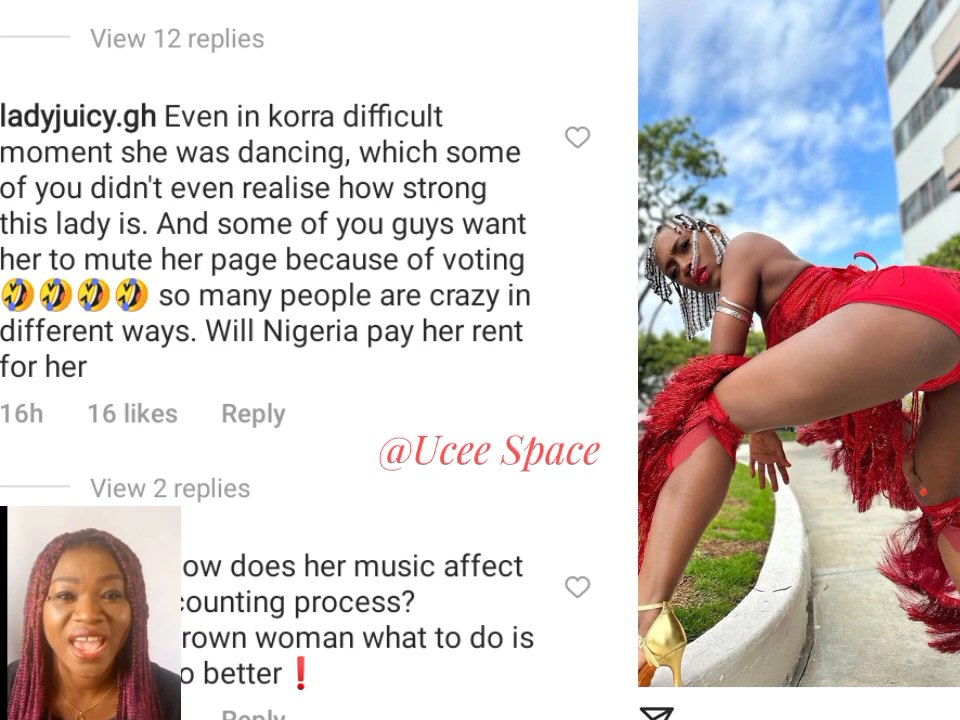 View 12 replies
ladyjuicy.gh Even in korra difficult
moment she was dancing, which some
of you didn't even realise how strong
this lady is. And some of you guys want
her to mute her page because of voting
🤣🤣🤣🤣 so many people are crazy in
different ways. Will Nigeria pay her rent
for her
16h 16 likes Reply
@Ucee Space
View 2 replies
ow does her music affect
counting process?
rown woman what to do is
o better ❗
Reply